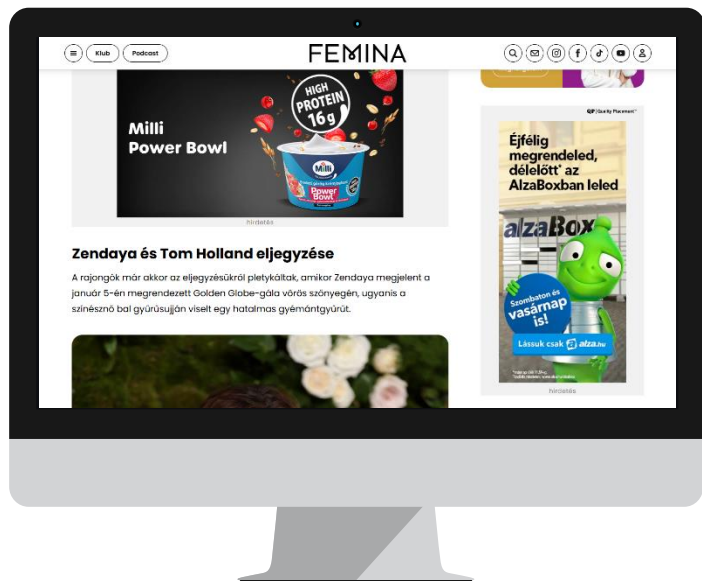 Klub
Podcast
FEMINA
HIGH
PROTEIN
16 g
Milli
Power Bowl
Milli
Power
Bowl
hirdetés
Quality Placement
Éjfélig
megrendeled,
délelőtt* az
AlzaBoxban leled
alzaBox
Szombaton és
vasárnap
is!
Lássuk csak alza.hu
hirdetés
Zendaya és Tom Holland eljegyzése
A rajongók már akkor az eljegyzésükről pletykáltak, amikor Zendaya megjelent a
január 5-én megrendezett Golden Globe-gála vörös szőnyegén, ugyanis a
színésznő bal gyűrűsujján viselt egy hatalmas gyémántgyűrűt.